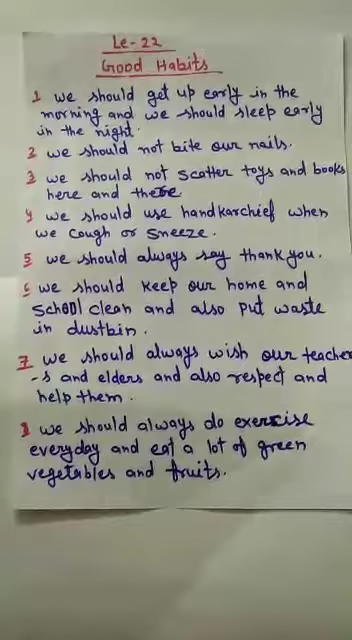 Le-22
Good Habits
1 we should get up early in the
morning and we should sleep early
in the night.
2 we should not bite our nails.
3 we should not scatter toys and books
here and there
4 we should use handkarchief when
we cough or sneeze.
5 we should always say thank you.
6 we should keep our home and
school clean and also put waste
in dustbin.
7 we should always wish our teacher
-s and elders and also respect and
help them.
8 we should always do exercise
everyday and eat a lot of green
vegetables and fruits.